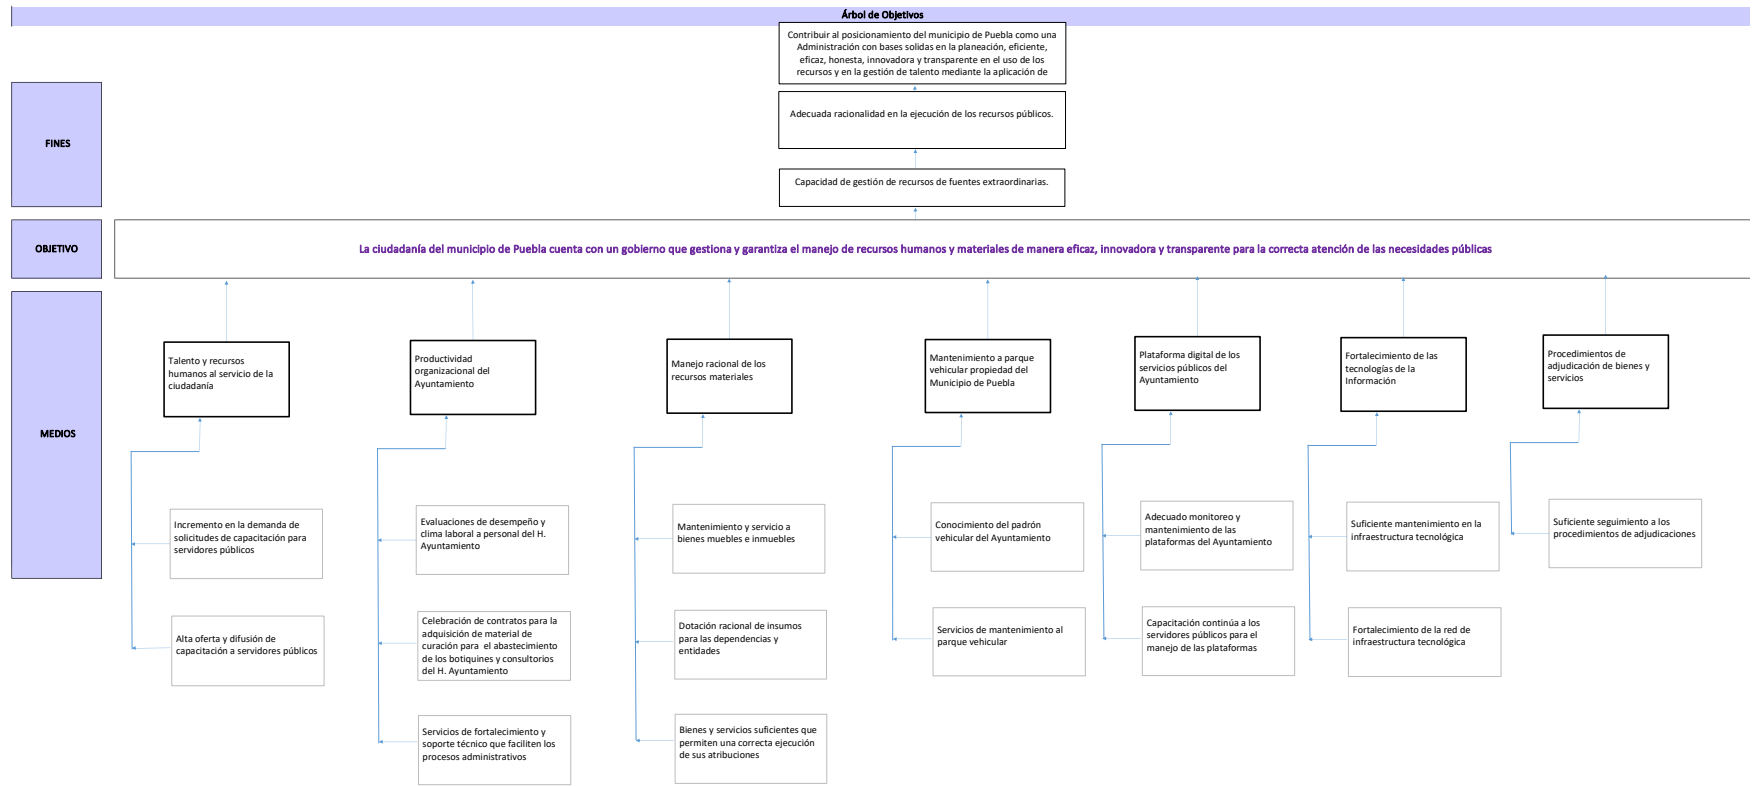 Árbol de Objetivos
Contribuir al posicionamiento del municipio de Puebla como una
Administración con bases solidas en la planeación, eficiente,
eficaz, honesta, innovadora y transparente en el uso de los
recursos y en la gestión de talento mediante la aplicación de
FINES
Adecuada racionalidad en la ejecución de los recursos públicos.
Capacidad de gestión de recursos de fuentes extraordinarias.
OBJETIVO
La ciudadanía del municipio de Puebla cuenta con un gobierno que gestiona y garantiza el manejo de recursos humanos y materiales de manera eficaz, innovadora y transparente para la correcta atención de las necesidades públicas
MEDIOS
Talento y recursos
humanos al servicio de la
ciudadanía
Productividad
organizacional del
Ayuntamiento
Manejo racional de los
recursos materiales
Mantenimiento a parque
vehicular propiedad del
Municipio de Puebla
Plataforma digital de los
servicios públicos del
Ayuntamiento
Fortalecimiento de las
tecnologías de la
Información
Procedimientos de
adjudicación de bienes y
servicios
Incremento en la demanda de
solicitudes de capacitación para
servidores públicos
Evaluaciones de desempeño y
clima laboral a personal del H.
Ayuntamiento
Mantenimiento y servicio a
bienes muebles e inmuebles
Conocimiento del padrón
vehicular del Ayuntamiento
Adecuado monitoreo y
mantenimiento de las
plataformas del Ayuntamiento
Suficiente mantenimiento en la
infraestructura tecnológica
Suficiente seguimiento a los
procedimientos de adjudicaciones
Alta oferta y difusión de
capacitación a servidores públicos
Celebración de contratos para la
adquisición de material de
curación para  el abastecimiento
de los botiquines y consultorios
del H. Ayuntamiento
Dotación racional de insumos
para las dependencias y
entidades
Servicios de mantenimiento al
parque vehicular
Capacitación continúa a los
servidores públicos para el
manejo de las plataformas
Fortalecimiento de la red de
infraestructura tecnológica
Servicios de fortalecimiento y
soporte técnico que faciliten los
procesos administrativos
Bienes y servicios suficientes que
permiten una correcta ejecución
de sus atribuciones